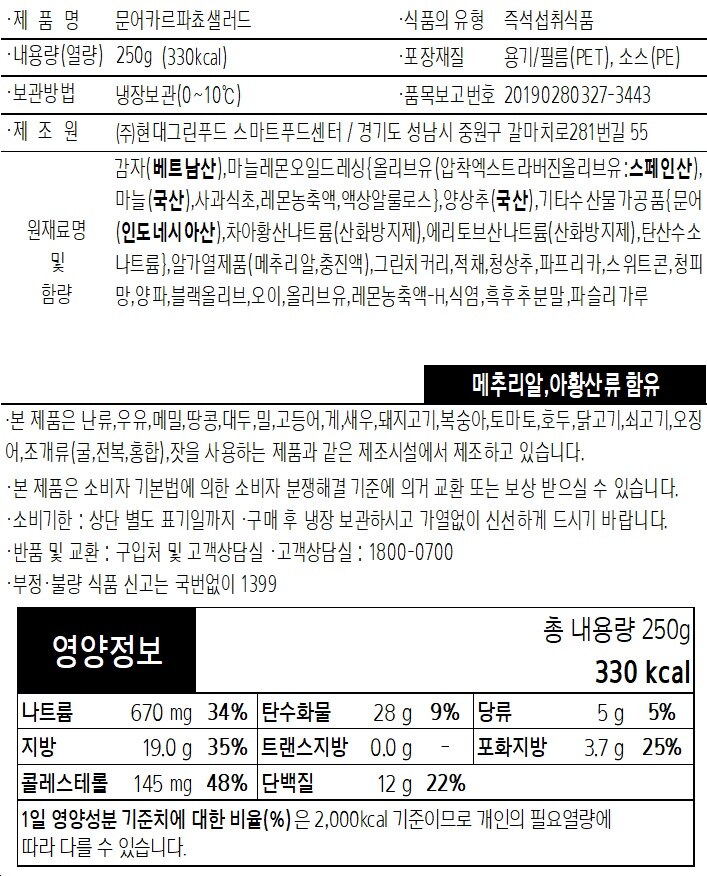 ·제 품 명 문어카르파쵸샐러드 ·식품의 유형 즉석섭취식품
·내용량(열량) 250g (330kcal) ·포장재질 용기/필름(PET), 소스(PE)
·보관방법 냉장보관(0~10℃) ·품목보고번호 20190280327-3443
·제 조 원 (주)현대그린푸드 스마트푸드센터 / 경기도 성남시 중원구 갈마치로281번길 55
원재료명 및 함량
감자(베트남산),마늘레몬오일드레싱{올리브유(압착엑스트라버진올리브유:스페인산),
마늘(국산),사과식초,레몬농축액,액상알룰로스},양상추(국산),기타수산물가공품{문어
(인도네시아산),차아황산나트륨(산화방지제),에리토브산나트륨(산화방지제),탄산수소
나트륨},알가열제품(메추리알,충진액),그린치커리,적채,청상추,파프리카,스위트콘,청피
망,양파,블랙올리브,오이,올리브유,레몬농축액-H,식염,흑후추분말,파슬리가루
메추리알,아황산류 함유
·본 제품은 난류,우유,메밀,땅콩,대두,밀,고등어,게,새우,돼지고기,복숭아,토마토,호두,닭고기,쇠고기,오징
어,조개류(굴,전복,홍합),잣을 사용하는 제품과 같은 제조시설에서 제조하고 있습니다.
·본 제품은 소비자 기본법에 의한 소비자 분쟁해결 기준에 의거 교환 또는 보상 받으실 수 있습니다.
·소비기한 : 상단 별도 표기일까지 ·구매 후 냉장 보관하시고 가열없이 신선하게 드시기 바랍니다.
·반품 및 교환 : 구입처 및 고객상담실 ·고객상담실 : 1800-0700
·부정·불량 식품 신고는 국번없이 1399
영양정보
총 내용량 250g
330 kcal
나트륨 670 mg 34% 탄수화물 28 g 9% 당류 5 g 5%
지방 19.0 g 35% 트랜스지방 0.0 g - 포화지방 3.7 g 25%
콜레스테롤 145 mg 48% 단백질 12 g 22%
1일 영양성분 기준치에 대한 비율(%)은 2,000kcal 기준이므로 개인의 필요열량에
따라 다를 수 있습니다.